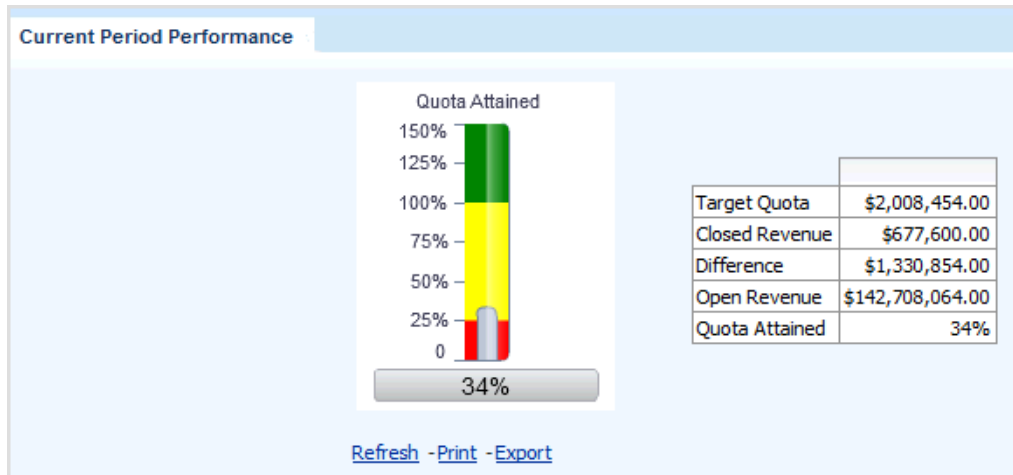 Current Period Performance
Quota Attained
150%
125%
100%
75%
50%
25%
0
34%
Target Quota $2,008,454.00
Closed Revenue $677,600.00
Difference $1,330,854.00
Open Revenue $142,708,064.00
Quota Attained 34%
Refresh -Print -Export